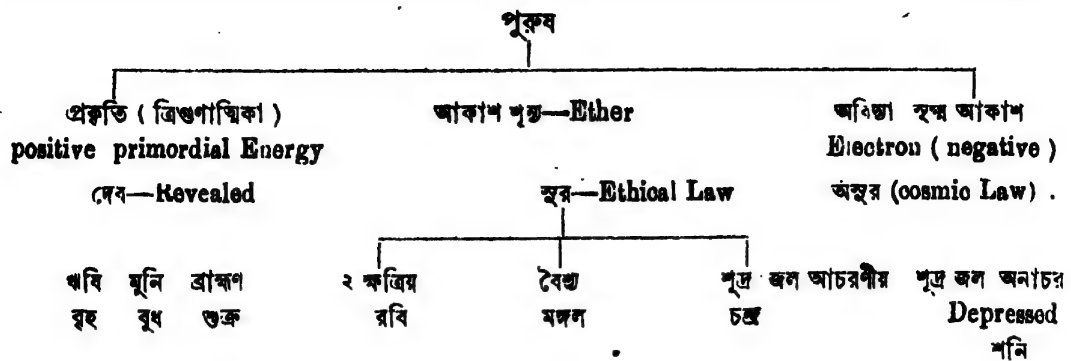 পুরুষ
প্রকৃতি ( ত্রিগুণাত্মিকা ) আকাশ শূন্য—Ether অবিদ্যা সূক্ষ্ম আকাশ
positive primordial Energy Electron ( negative )
দেব—Revealed সুর—Ethical Law অসুর (cosmic Law) .
ঋষি মুনি ব্রাহ্মণ ২ ক্ষত্রিয় বৈশ্য শূদ্র জল আচরণীয় শূদ্র জল অনাচর
বৃহ বুধ শুক্র রবি মঙ্গল চন্দ্র Depressed
শনি